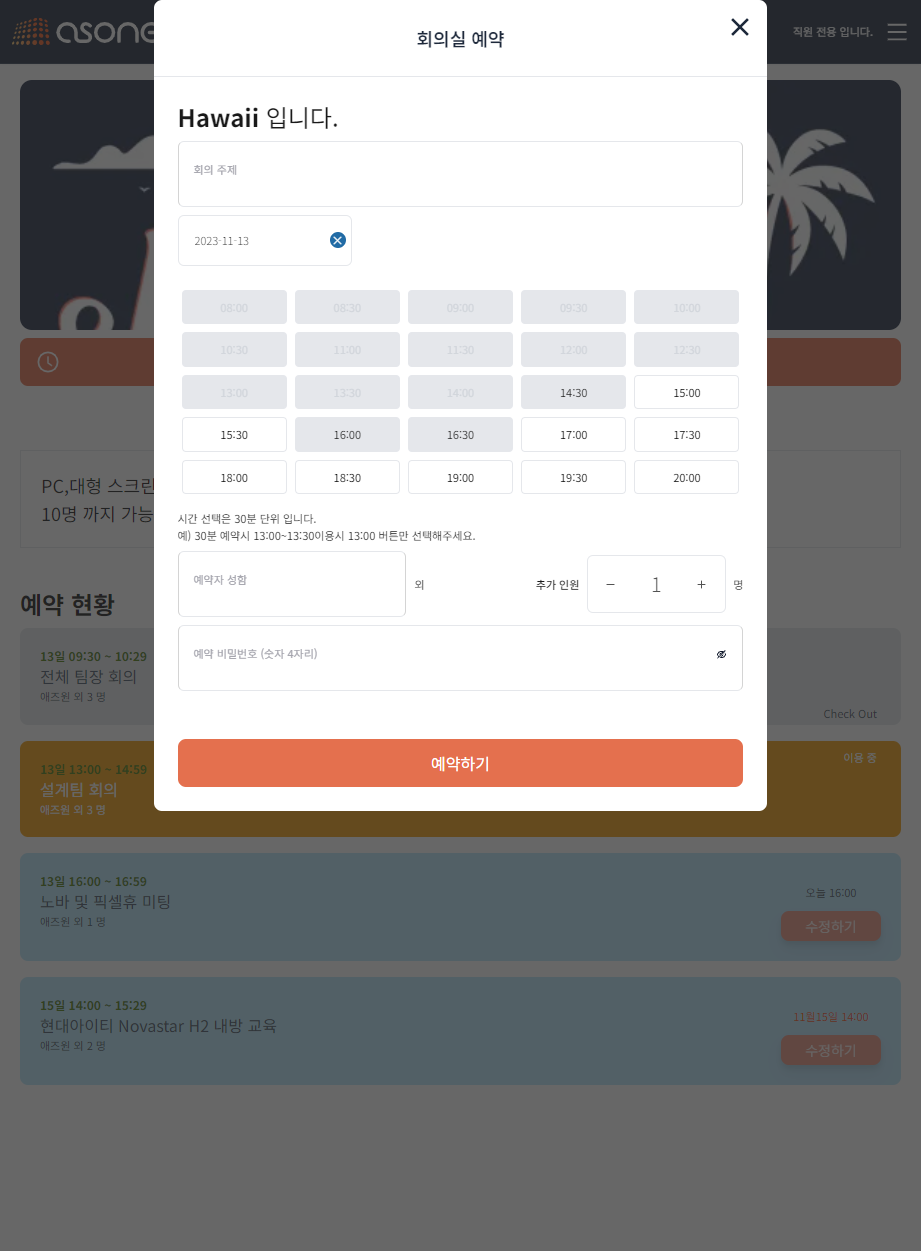 asone
회의실 예약
직원 전용 입니다.
Hawaii 입니다.
회의 주제
2023-11-13
08:00 08:30 09:00 09:30 10:00
10:30 11:00 11:30 12:00 12:30
13:00 13:30 14:00 14:30 15:00
15:30 16:00 16:30 17:00 17:30
18:00 18:30 19:00 19:30 20:00
PC,대형 스크린
10명 까지 가능
시간 선택은 30분 단위 입니다.
예) 30분 예약시 13:00~13:30이용시 13:00 버튼만 선택해주세요.
예약자 성함 외 추가 인원 − 1 + 명
예약 비밀번호 (숫자 4자리)
예약하기
예약 현황
13일 09:30 ~ 10:29
전체 팀장 회의
애즈원 외 3 명
Check Out
13일 13:00 ~ 14:59
설계팀 회의
애즈원 외 3 명
이용 중
13일 16:00 ~ 16:59
노바 및 픽셀휴 미팅
애즈원 외 1 명
오늘 16:00
수정하기
15일 14:00 ~ 15:29
현대아이티 Novastar H2 내방 교육
애즈원 외 2 명
11월15일 14:00
수정하기